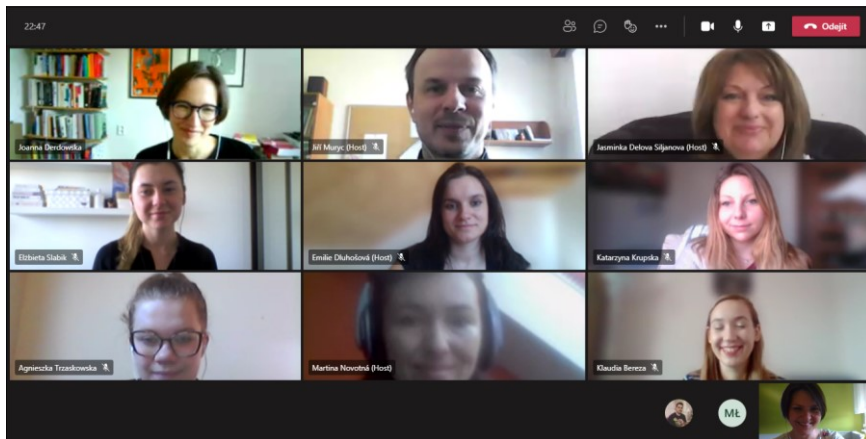 22:47
Odejít
Joanna Derdowska
Jiří Muryc (Host)
Jasminka Delova Siljanova (Host)
Elżbieta Słabik
Emilie Dluhošová (Host)
Katarzyna Krupska
Agnieszka Trzaskowska
Martina Novotná (Host)
Klaudia Bereza
MŁ